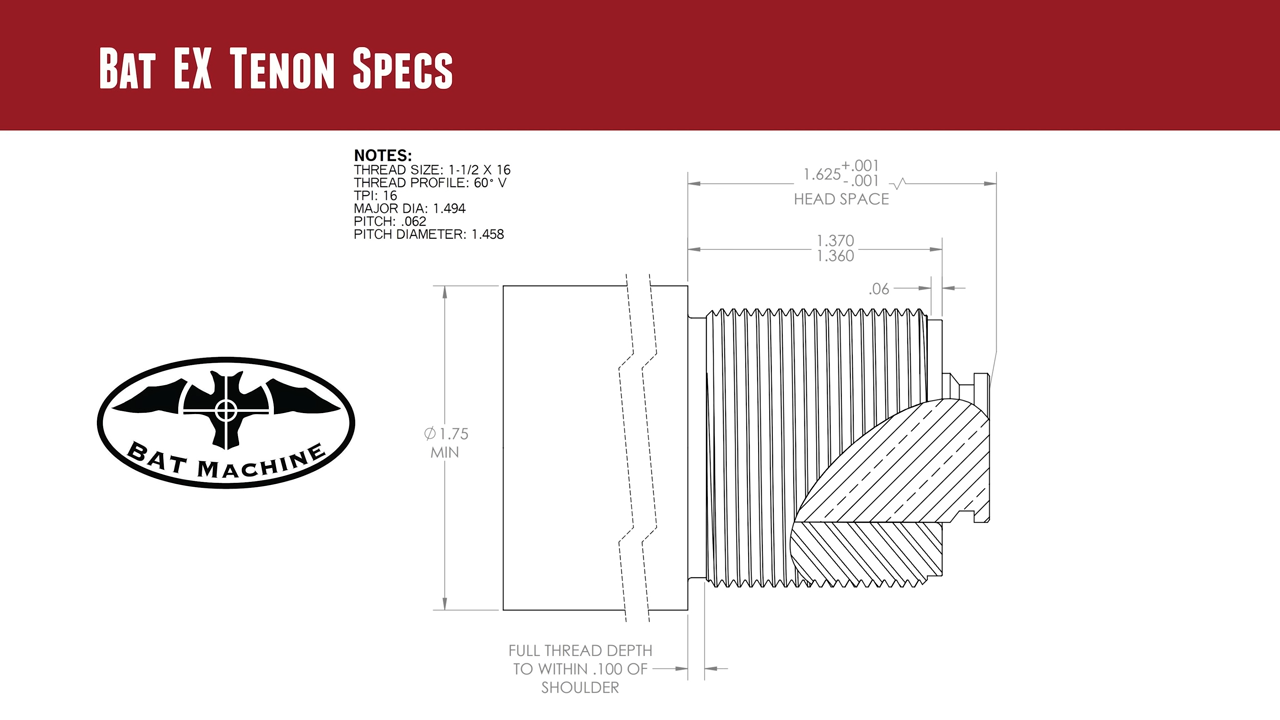 Bat EX Tenon Specs
NOTES:
THREAD SIZE: 1-1/2 X 16
THREAD PROFILE: 60° V
TPI: 16
MAJOR DIA: 1.494
PITCH: .062
PITCH DIAMETER: 1.458
1.625 +.001
-.001
HEAD SPACE
1.370
1.360
.06
∅1.75
MIN
BAT MACHINE
FULL THREAD DEPTH
TO WITHIN .100 OF
SHOULDER